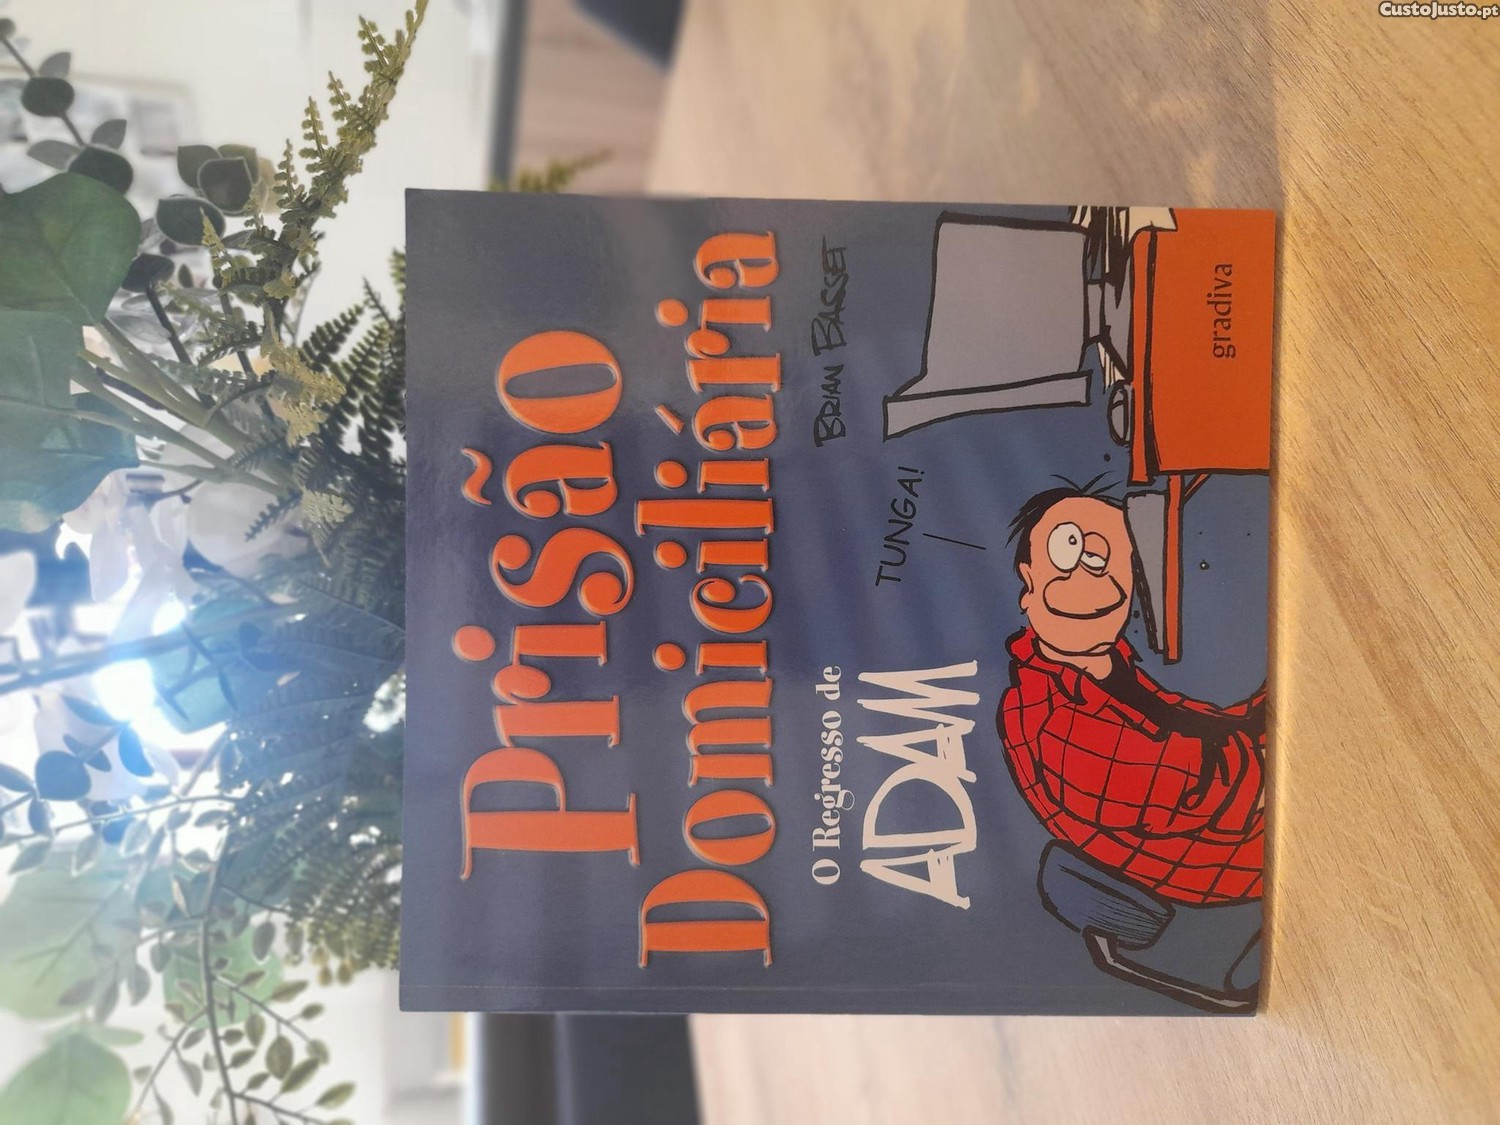 CustoJusto.pt
Prisão
Domiciliária
O Regresso de
ADAM
BRIAN BASSET
TUNGA!
gradiva